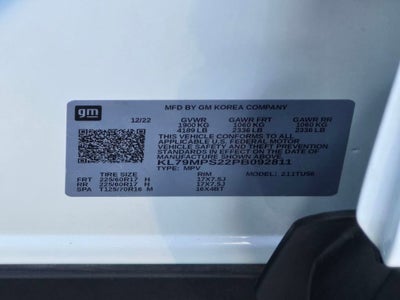 gm
MFD BY GM KOREA COMPANY
12/22 GVWR GAWR FRT GAWR RR
1900 KG 1060 KG 1060 KG
4189 LB 2336 LB 2336 LB
THIS VEHICLE CONFORMS TO ALL
APPLICABLE U.S. FEDERAL MOTOR
VEHICLE SAFETY AND THEFT PREVENTION
STANDARDS IN EFFECT ON THE DATE OF
MANUFACTURE SHOWN ABOVE.
KL79MPS22PB092811
TYPE: MPV
TIRE SIZE RIM
FRT 225/60R17 H 17X7.5J
RR 225/60R17 H 17X7.5J
SPA T125/70R16 M 16X4BT